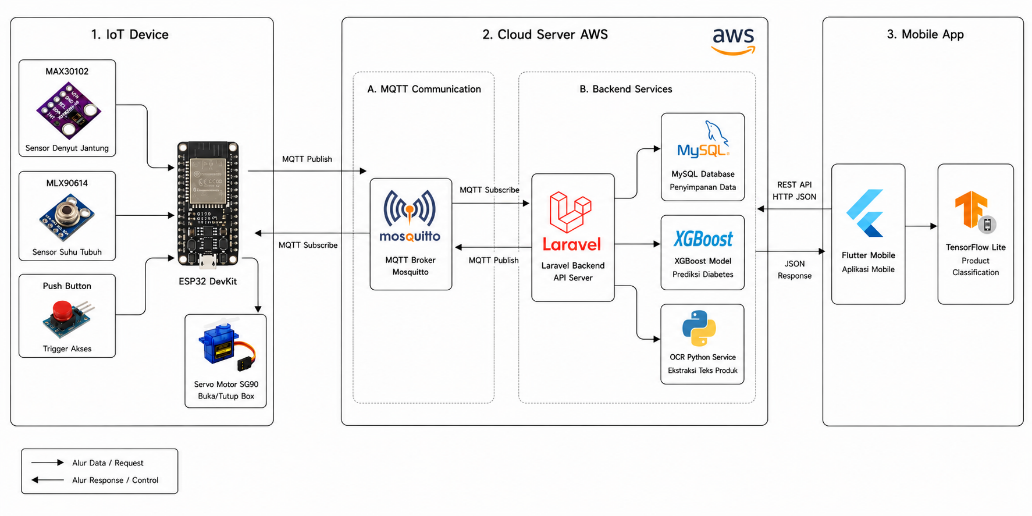 1. IoT Device
MAX30102
Sensor Denyut Jantung
MLX90614
Sensor Suhu Tubuh
Push Button
Trigger Akses
ESP32 DevKit
Servo Motor SG90
Buka/Tutup Box
MQTT Publish
MQTT Subscribe
2. Cloud Server AWS
aws
A. MQTT Communication
mosquitto
MQTT Broker
Mosquitto
MQTT Subscribe
MQTT Publish
B. Backend Services
Laravel
Laravel Backend
API Server
MySQL
MySQL Database
Penyimpanan Data
XGBoost
XGBoost Model
Prediksi Diabetes
OCR Python Service
Ekstraksi Teks Produk
REST API
HTTP JSON
JSON
Response
3. Mobile App
Flutter Mobile
Aplikasi Mobile
TensorFlow Lite
Product
Classification
Alur Data / Request
Alur Response / Control